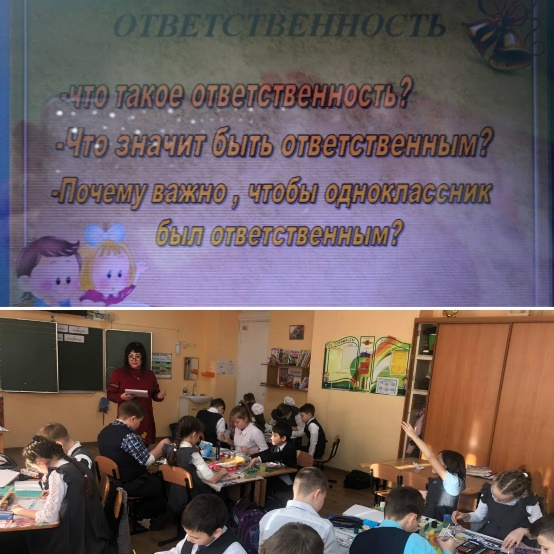 ОТВЕТСТВЕННОСТЬ
-что такое ответственность?
-Что значит быть ответственным?
-Почему важно , чтобы одноклассник
был ответственным?